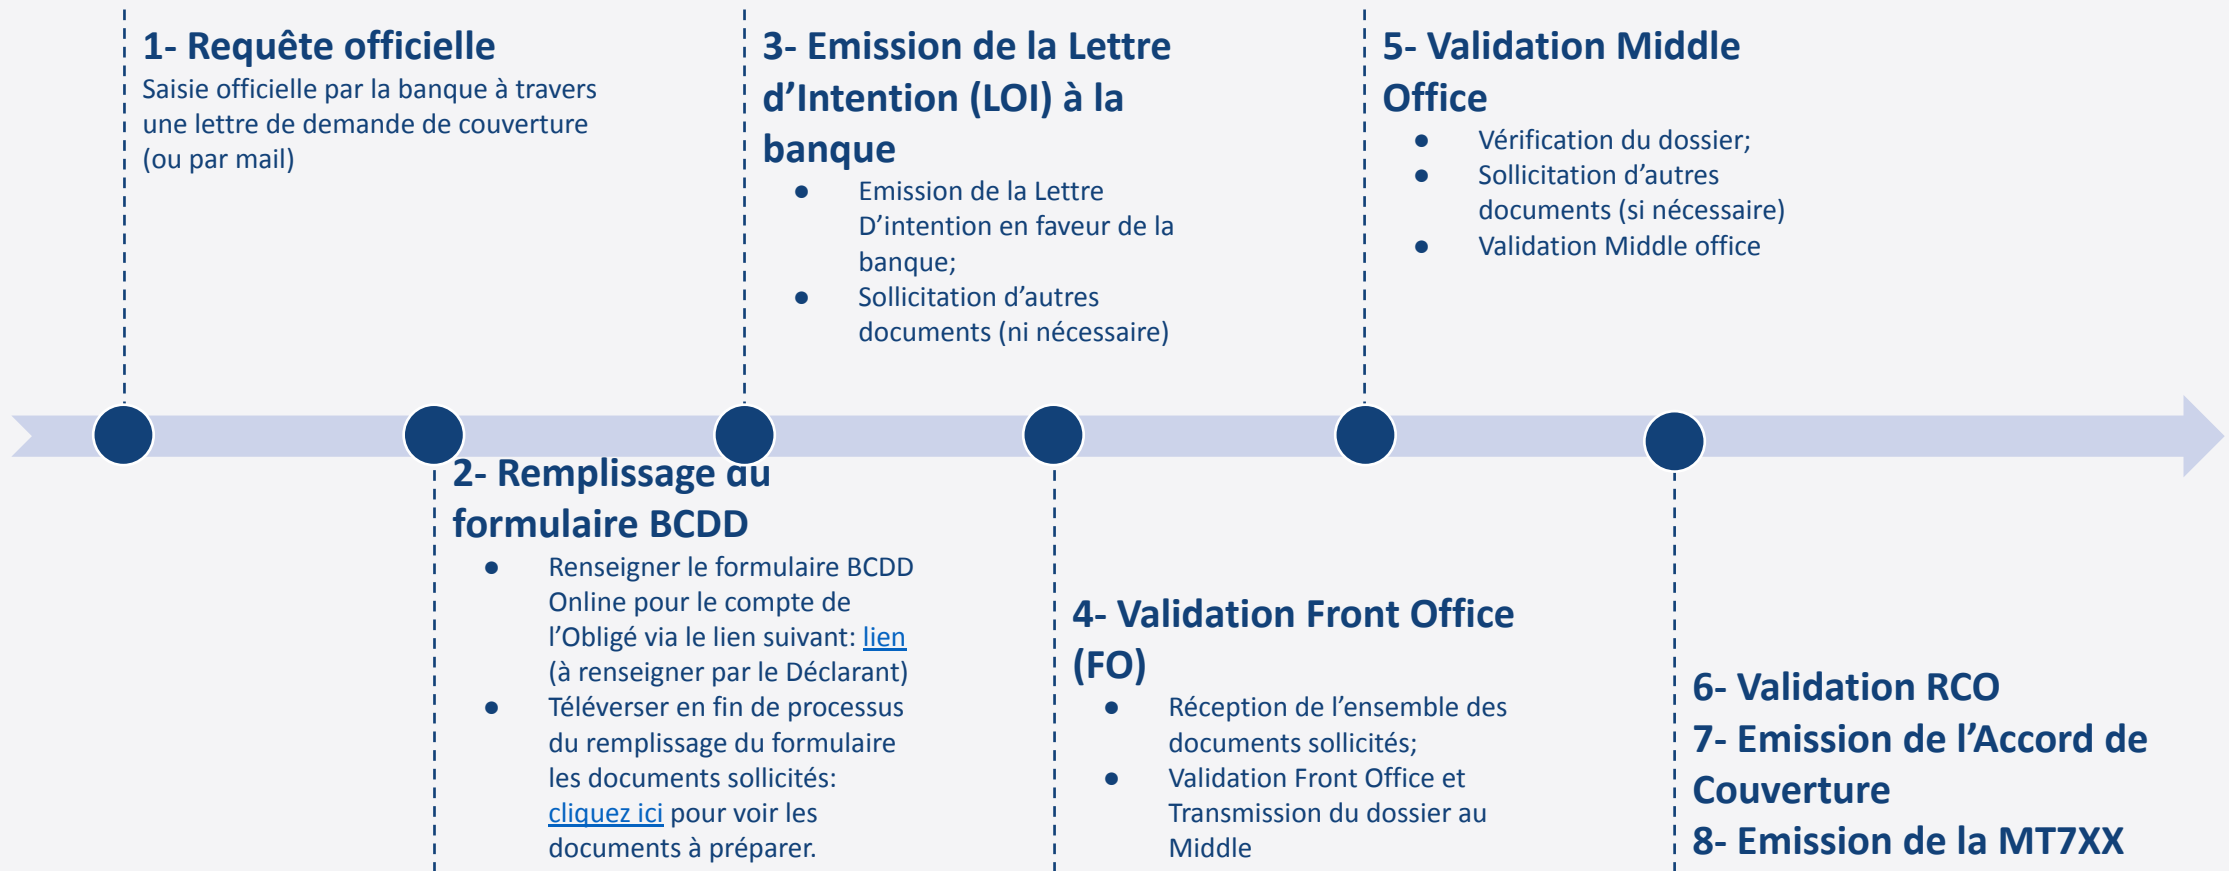 1- Requête officielle
Saisie officielle par la banque à travers
une lettre de demande de couverture
(ou par mail)
2- Remplissage du
formulaire BCDD
● Renseigner le formulaire BCDD
Online pour le compte de
l’Obligé via le lien suivant: lien
(à renseigner par le Déclarant)
● Téléverser en fin de processus
du remplissage du formulaire
les documents sollicités:
cliquez ici pour voir les
documents à préparer.
3- Emission de la Lettre
d’Intention (LOI) à la
banque
● Emission de la Lettre
D’intention en faveur de la
banque;
● Sollicitation d’autres
documents (ni nécessaire)
4- Validation Front Office
(FO)
● Réception de l’ensemble des
documents sollicités;
● Validation Front Office et
Transmission du dossier au
Middle
5- Validation Middle
Office
● Vérification du dossier;
● Sollicitation d’autres
documents (si nécessaire)
● Validation Middle office
6- Validation RCO
7- Emission de l’Accord de
Couverture
8- Emission de la MT7XX